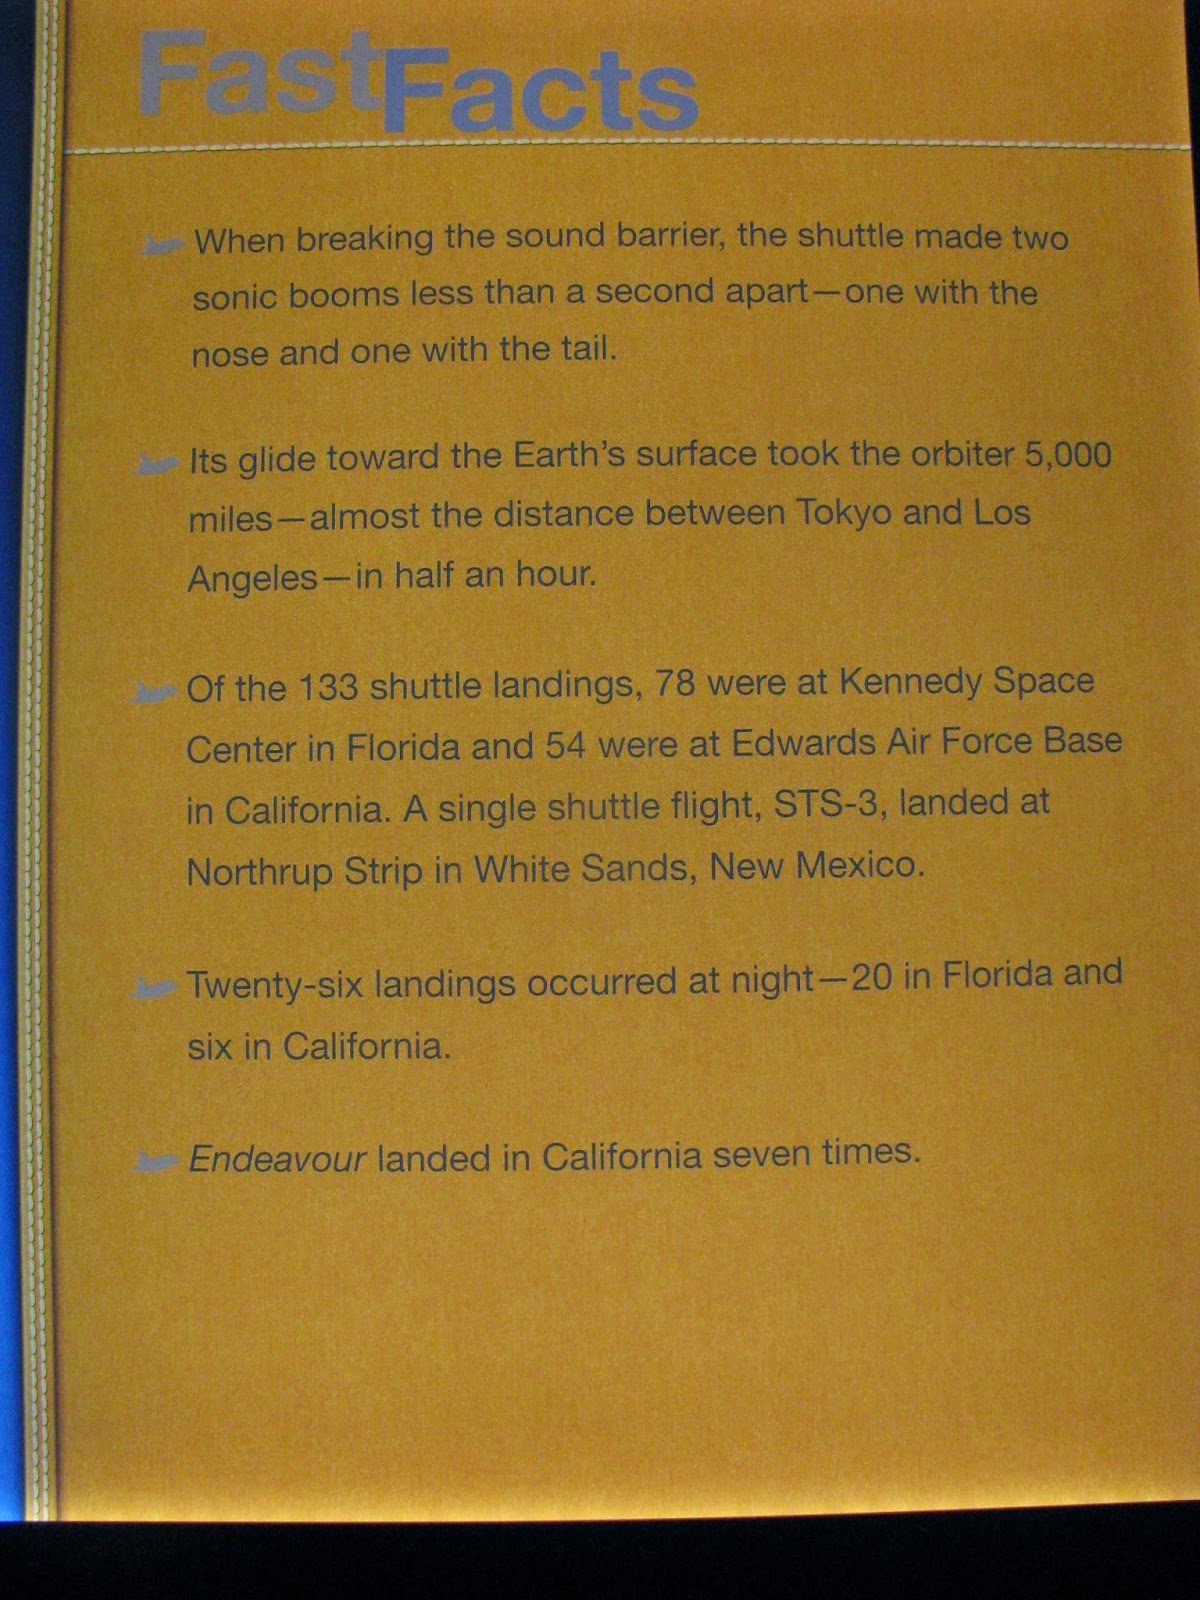 FastFacts
When breaking the sound barrier, the shuttle made two
sonic booms less than a second apart—one with the
nose and one with the tail.
Its glide toward the Earth's surface took the orbiter 5,000
miles—almost the distance between Tokyo and Los
Angeles—in half an hour.
Of the 133 shuttle landings, 78 were at Kennedy Space
Center in Florida and 54 were at Edwards Air Force Base
in California. A single shuttle flight, STS-3, landed at
Northrup Strip in White Sands, New Mexico.
Twenty-six landings occurred at night—20 in Florida and
six in California.
Endeavour landed in California seven times.